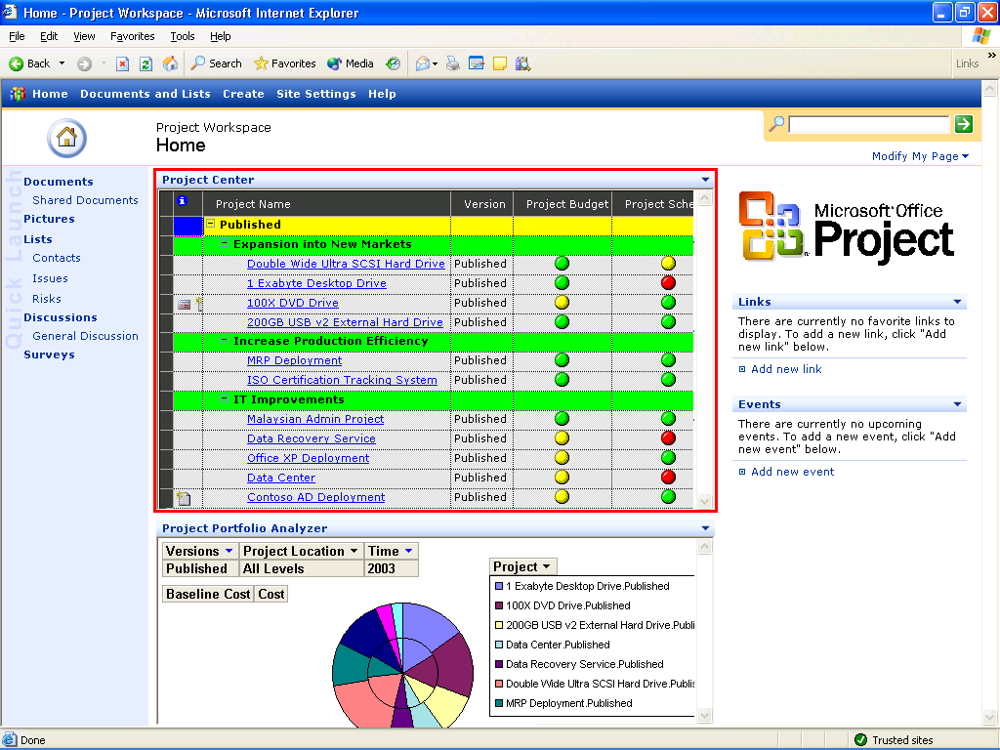 Home - Project Workspace - Microsoft Internet Explorer
File Edit View Favorites Tools Help
Back Search Favorites Media Links
Home Documents and Lists Create Site Settings Help
Project Workspace
Home
Modify My Page
Quick Launch
Documents
Shared Documents
Pictures
Lists
Contacts
Issues
Risks
Discussions
General Discussion
Surveys
Project Center
Project Name Version Project Budget Project Sche
Published
Expansion into New Markets
Double Wide Ultra SCSI Hard Drive Published
1 Exabyte Desktop Drive Published
100X DVD Drive Published
200GB USB v2 External Hard Drive Published
Increase Production Efficiency
MRP Deployment Published
ISO Certification Tracking System Published
IT Improvements
Malaysian Admin Project Published
Data Recovery Service Published
Office XP Deployment Published
Data Center Published
Contoso AD Deployment Published
Project Portfolio Analyzer
Versions Project Location Time
Published All Levels 2003
Baseline Cost Cost
Project
1 Exabyte Desktop Drive.Published
100X DVD Drive.Published
200GB USB v2 External Hard Drive.Publi
Data Center.Published
Data Recovery Service.Published
Double Wide Ultra SCSI Hard Drive.Publis
MRP Deployment.Published
Microsoft Office
Project
Links
There are currently no favorite links to
display. To add a new link, click "Add
new link" below.
Add new link
Events
There are currently no upcoming
events. To add a new event, click "Add
new event" below.
Add new event
Done Trusted sites